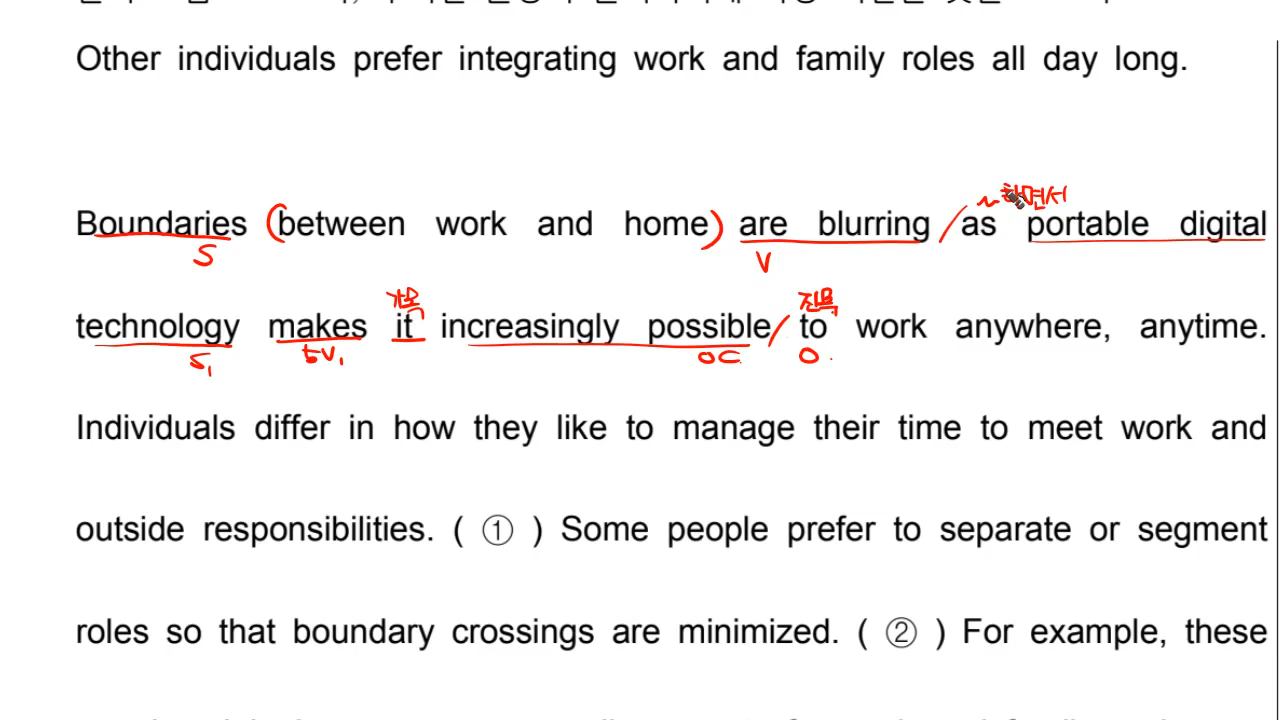 Other individuals prefer integrating work and family roles all day long.
~하면서
Boundaries (between work and home) are blurring / as portable digital
S V
가목 진목
technology makes it increasingly possible / to work anywhere, anytime.
S₁ 5V₁ OC O.
Individuals differ in how they like to manage their time to meet work and
outside responsibilities. ( ① ) Some people prefer to separate or segment
roles so that boundary crossings are minimized. ( ② ) For example, these